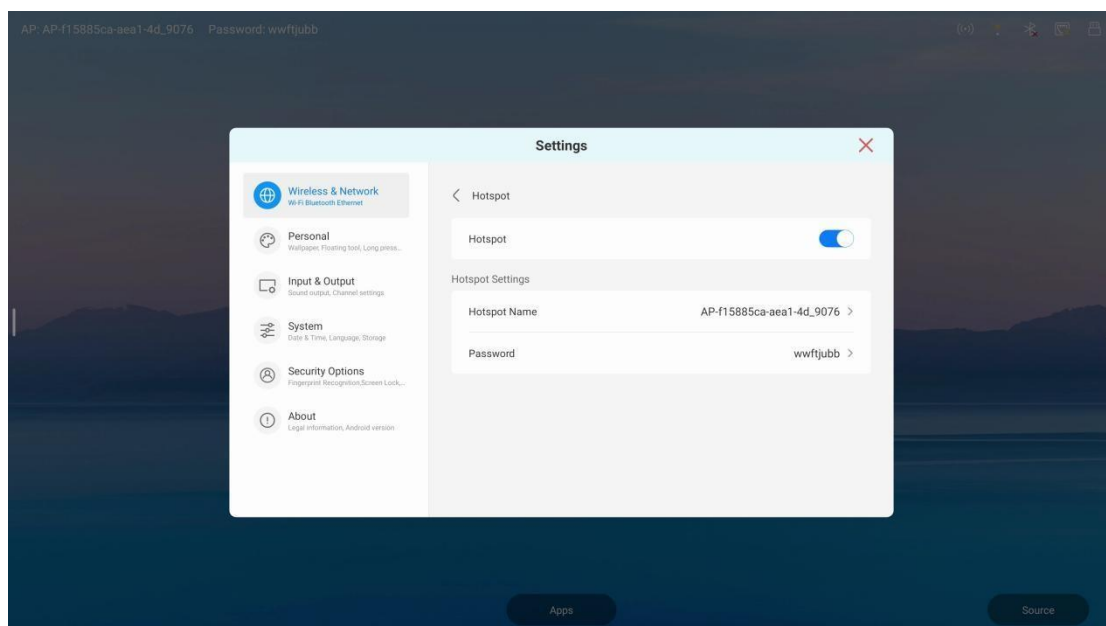 AP: AP-f15885ca-aea1-4d_9076 Password: wwftjubb
Settings
Wireless & Network
Wi-Fi Bluetooth Ethernet
Personal
Wallpaper, Floating tool, Long press...
Input & Output
Sound output, Channel settings
System
Date & Time, Language, Storage
Security Options
Fingerprint Recognition,Screen Lock,...
About
Legal information, Android version
Hotspot
Hotspot
Hotspot Settings
Hotspot Name AP-f15885ca-aea1-4d_9076
Password wwftjubb
Apps
Source